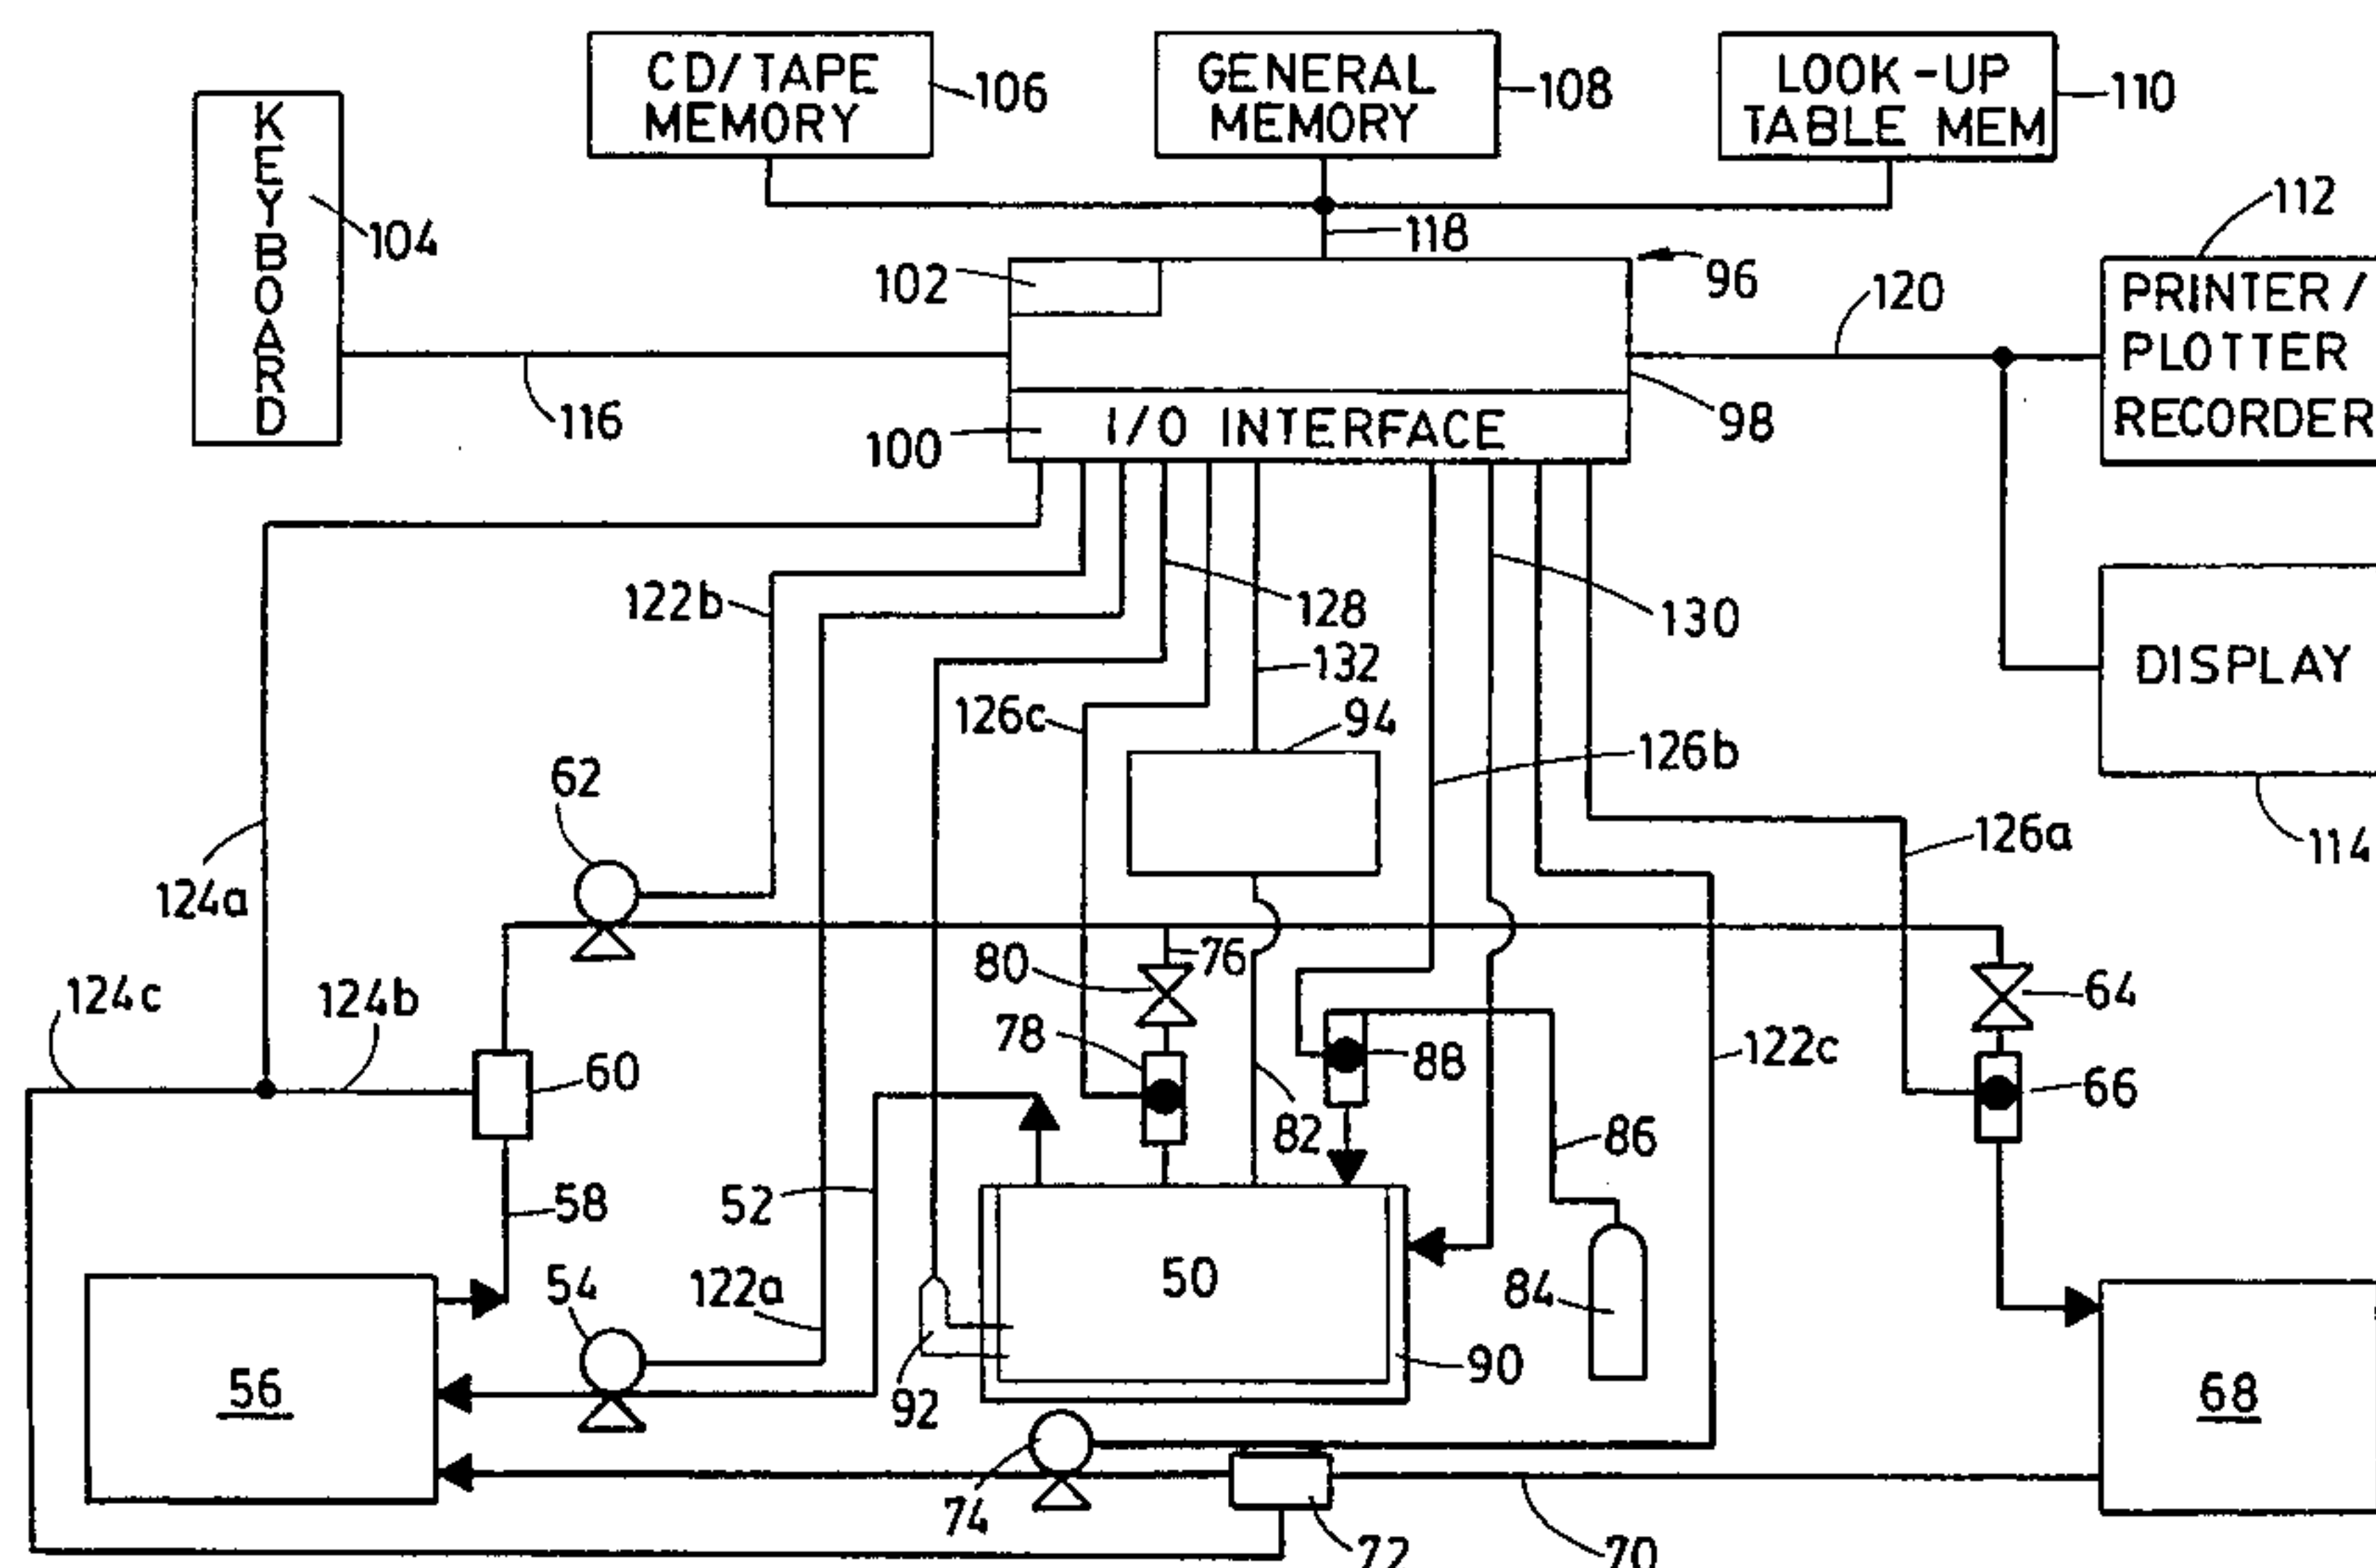 CD/TAPE
MEMORY
106
GENERAL
MEMORY
108
LOOK-UP
TABLE MEM
110
KEYBOARD
104
118
112
102
96
120
PRINTER/
PLOTTER
RECORDER
116
100
I/O INTERFACE
98
122b
128
130
132
DISPLAY
126c
94
126b
62
126a
114
124a
80
76
64
124c
124b
78
88
122c
60
66
82
86
52
58
50
54
122a
84
56
92
90
68
74
72
70